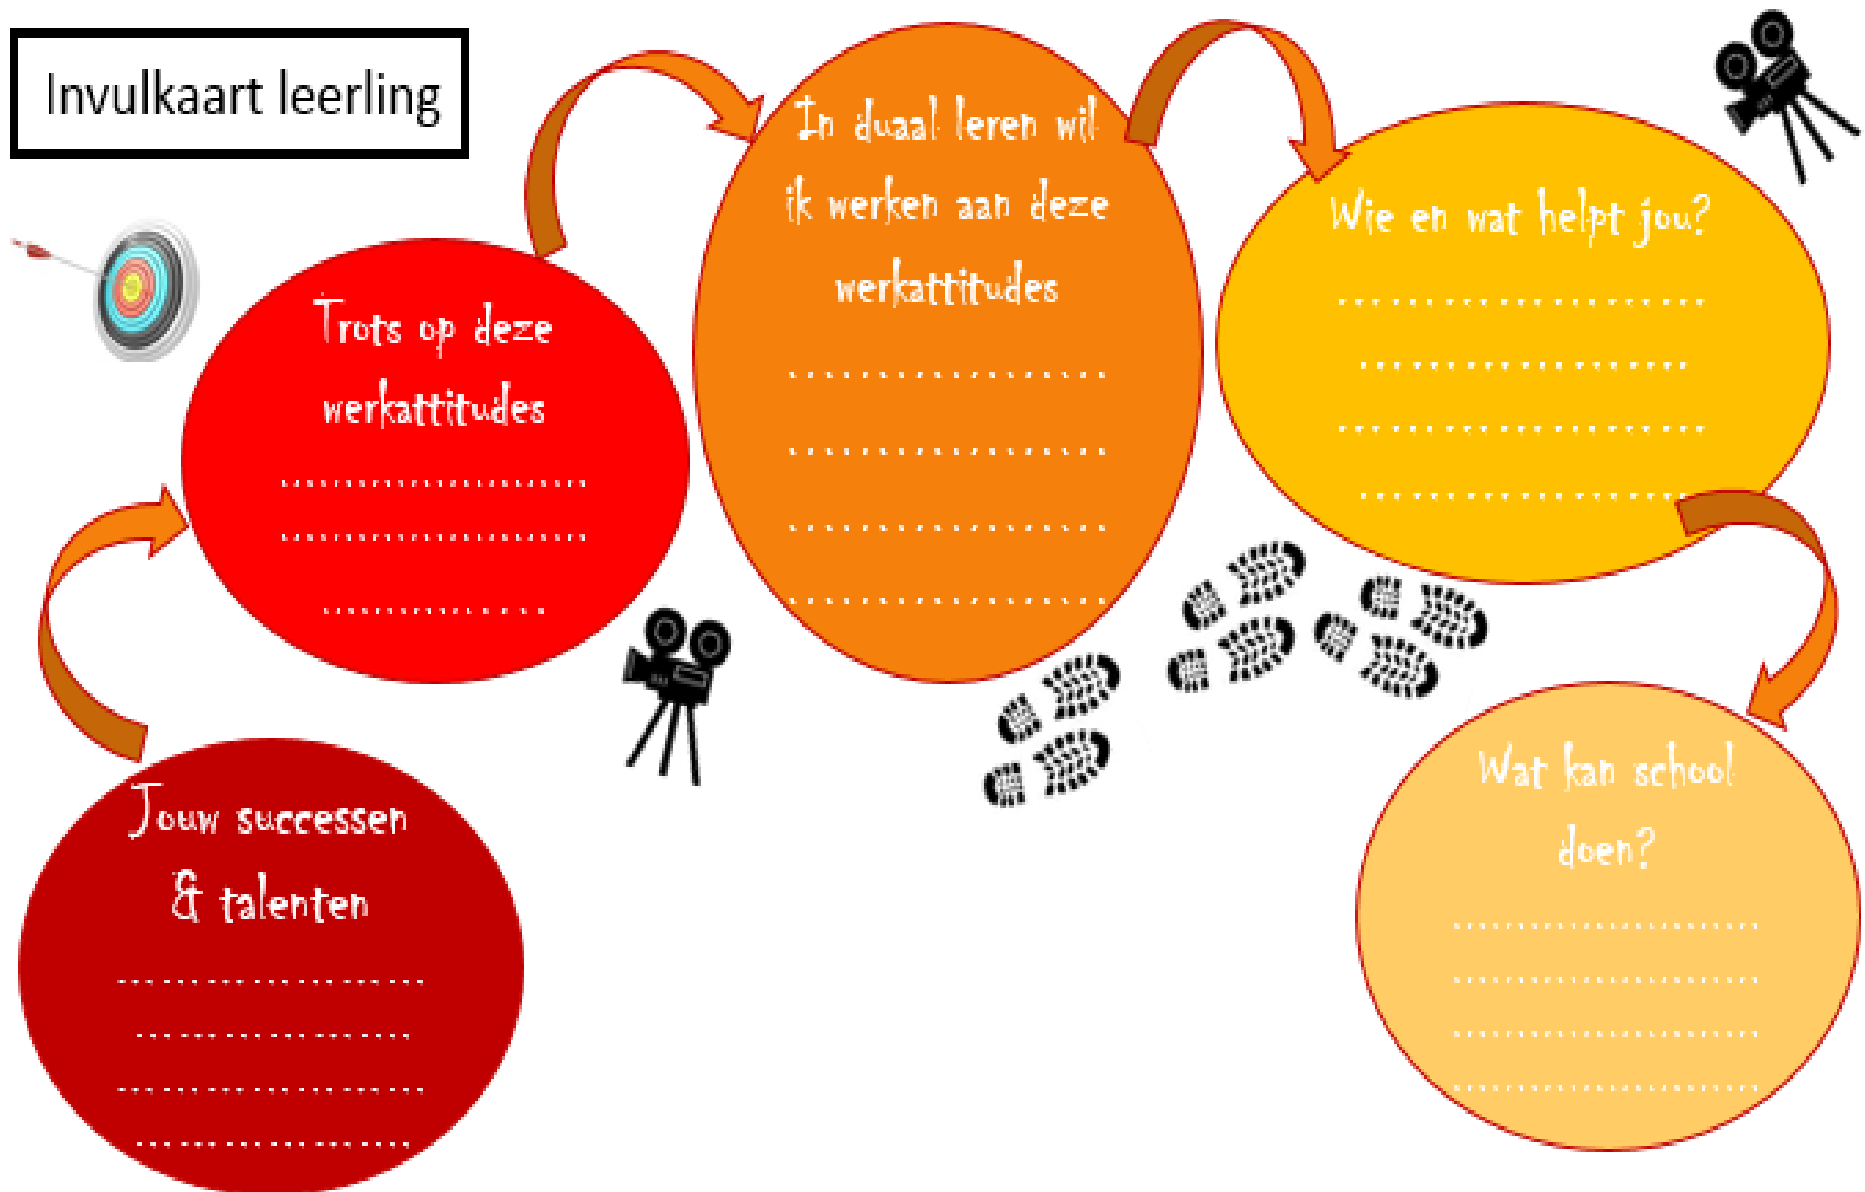 Invulkaart leerling
Jouw successen
& talenten
Trots op deze
werkattitudes
In duaal leren wil
ik werken aan deze
werkattitudes
Wie en wat helpt jou?
Wat kan school
doen?